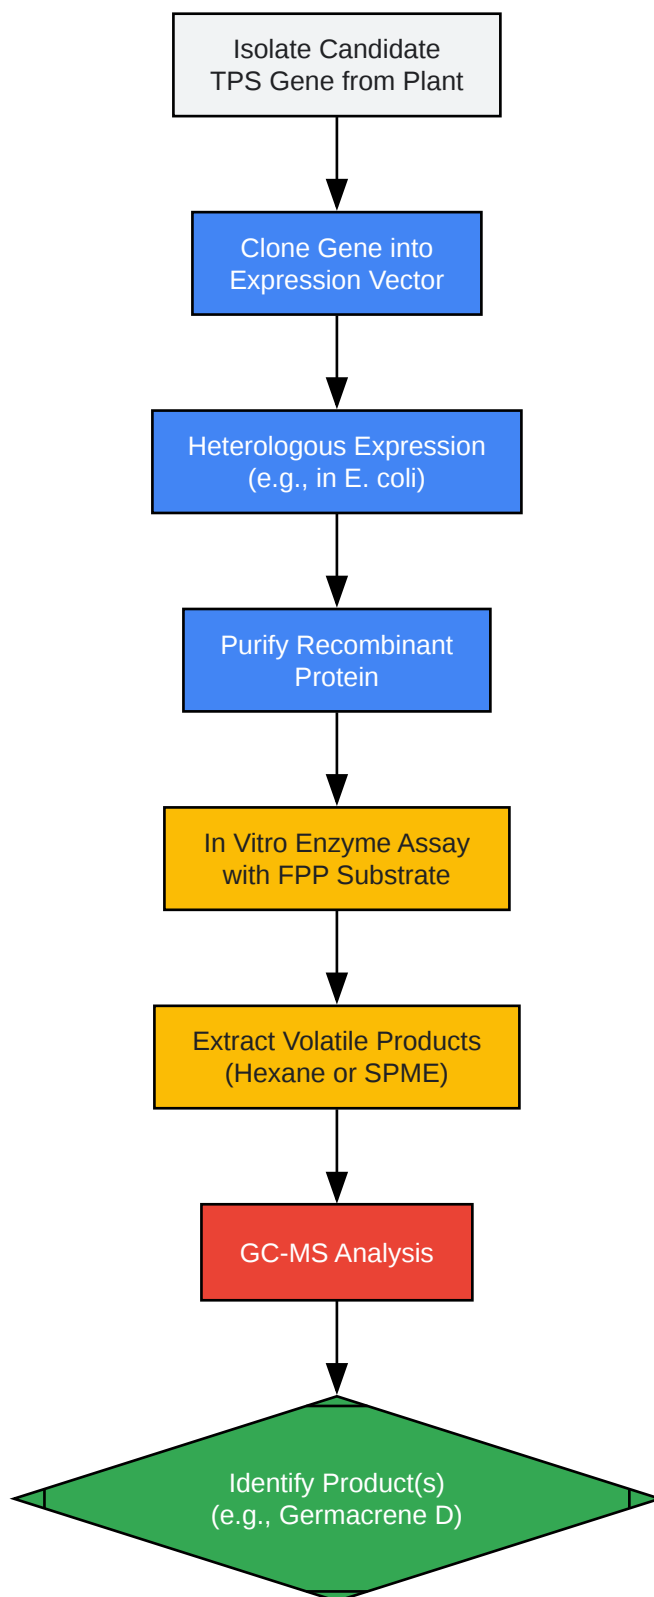 Isolate Candidate
TPS Gene from Plant
Clone Gene into
Expression Vector
Heterologous Expression
(e.g., in E. coli)
Purify Recombinant
Protein
In Vitro Enzyme Assay
with FPP Substrate
Extract Volatile Products
(Hexane or SPME)
GC-MS Analysis
Identify Product(s)
(e.g., Germacrene D)